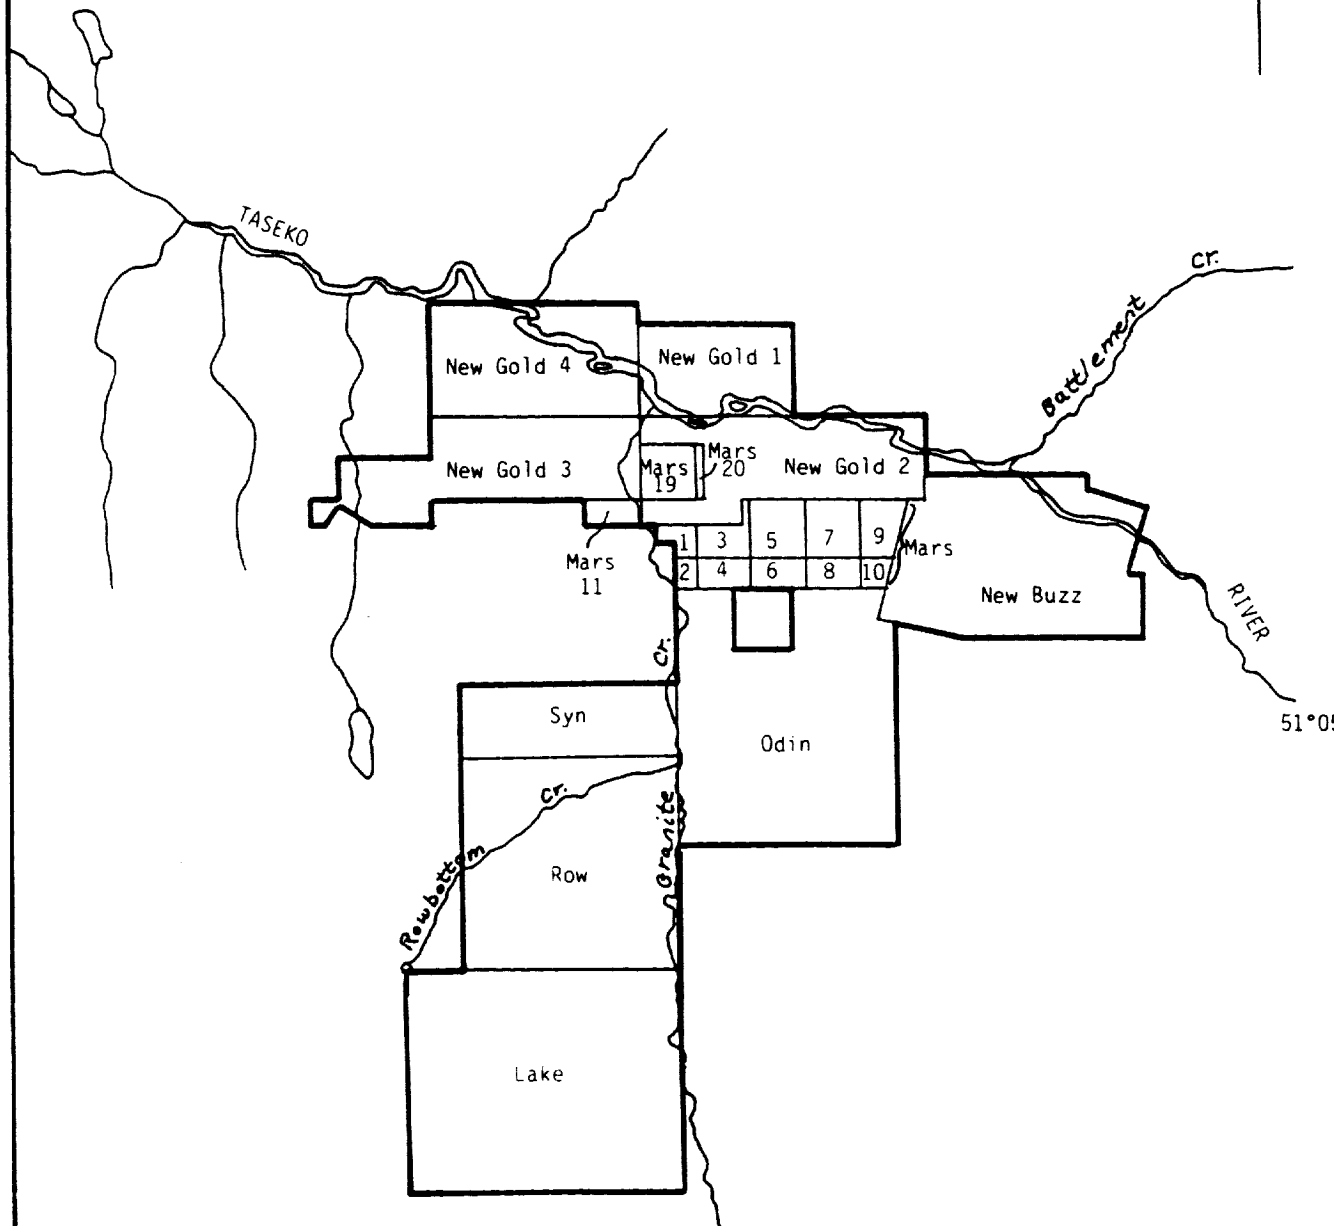 TASEKO
Cr.
Battlement
New Gold 4
New Gold 1
Mars
20
New Gold 3
Mars
19
New Gold 2
1 3 5 7 9
Mars
Mars
11
2 4 6 8 10
New Buzz
RIVER
Cr.
Syn
51°05
Odin
Cr.
Granite
Row
Rowbottom
Lake